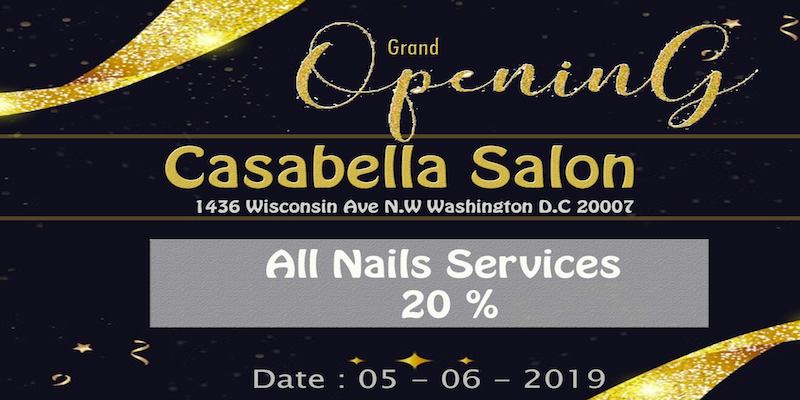 Grand
OpeninG
Casabella Salon
1436 Wisconsin Ave N.W Washington D.C 20007
All Nails Services
20 %
Date : 05 – 06 – 2019